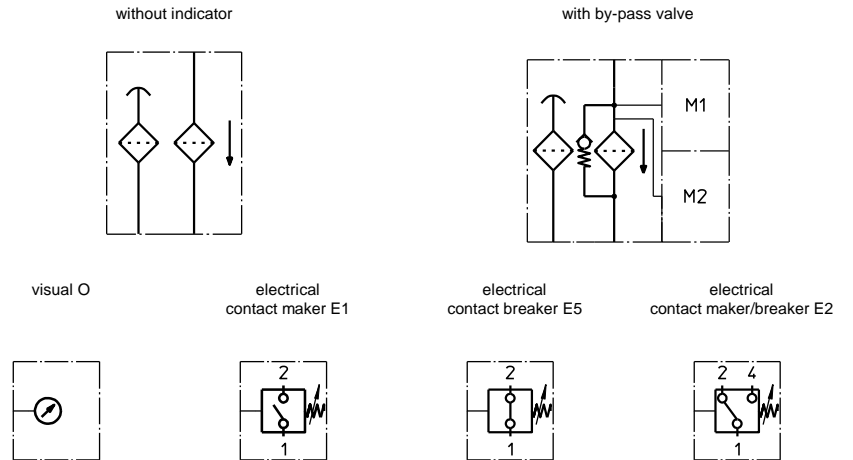 without indicator
with by-pass valve
M1
M2
visual O
electrical
contact maker E1
electrical
contact breaker E5
electrical
contact maker/breaker E2
2
1
2
1
2 4
1